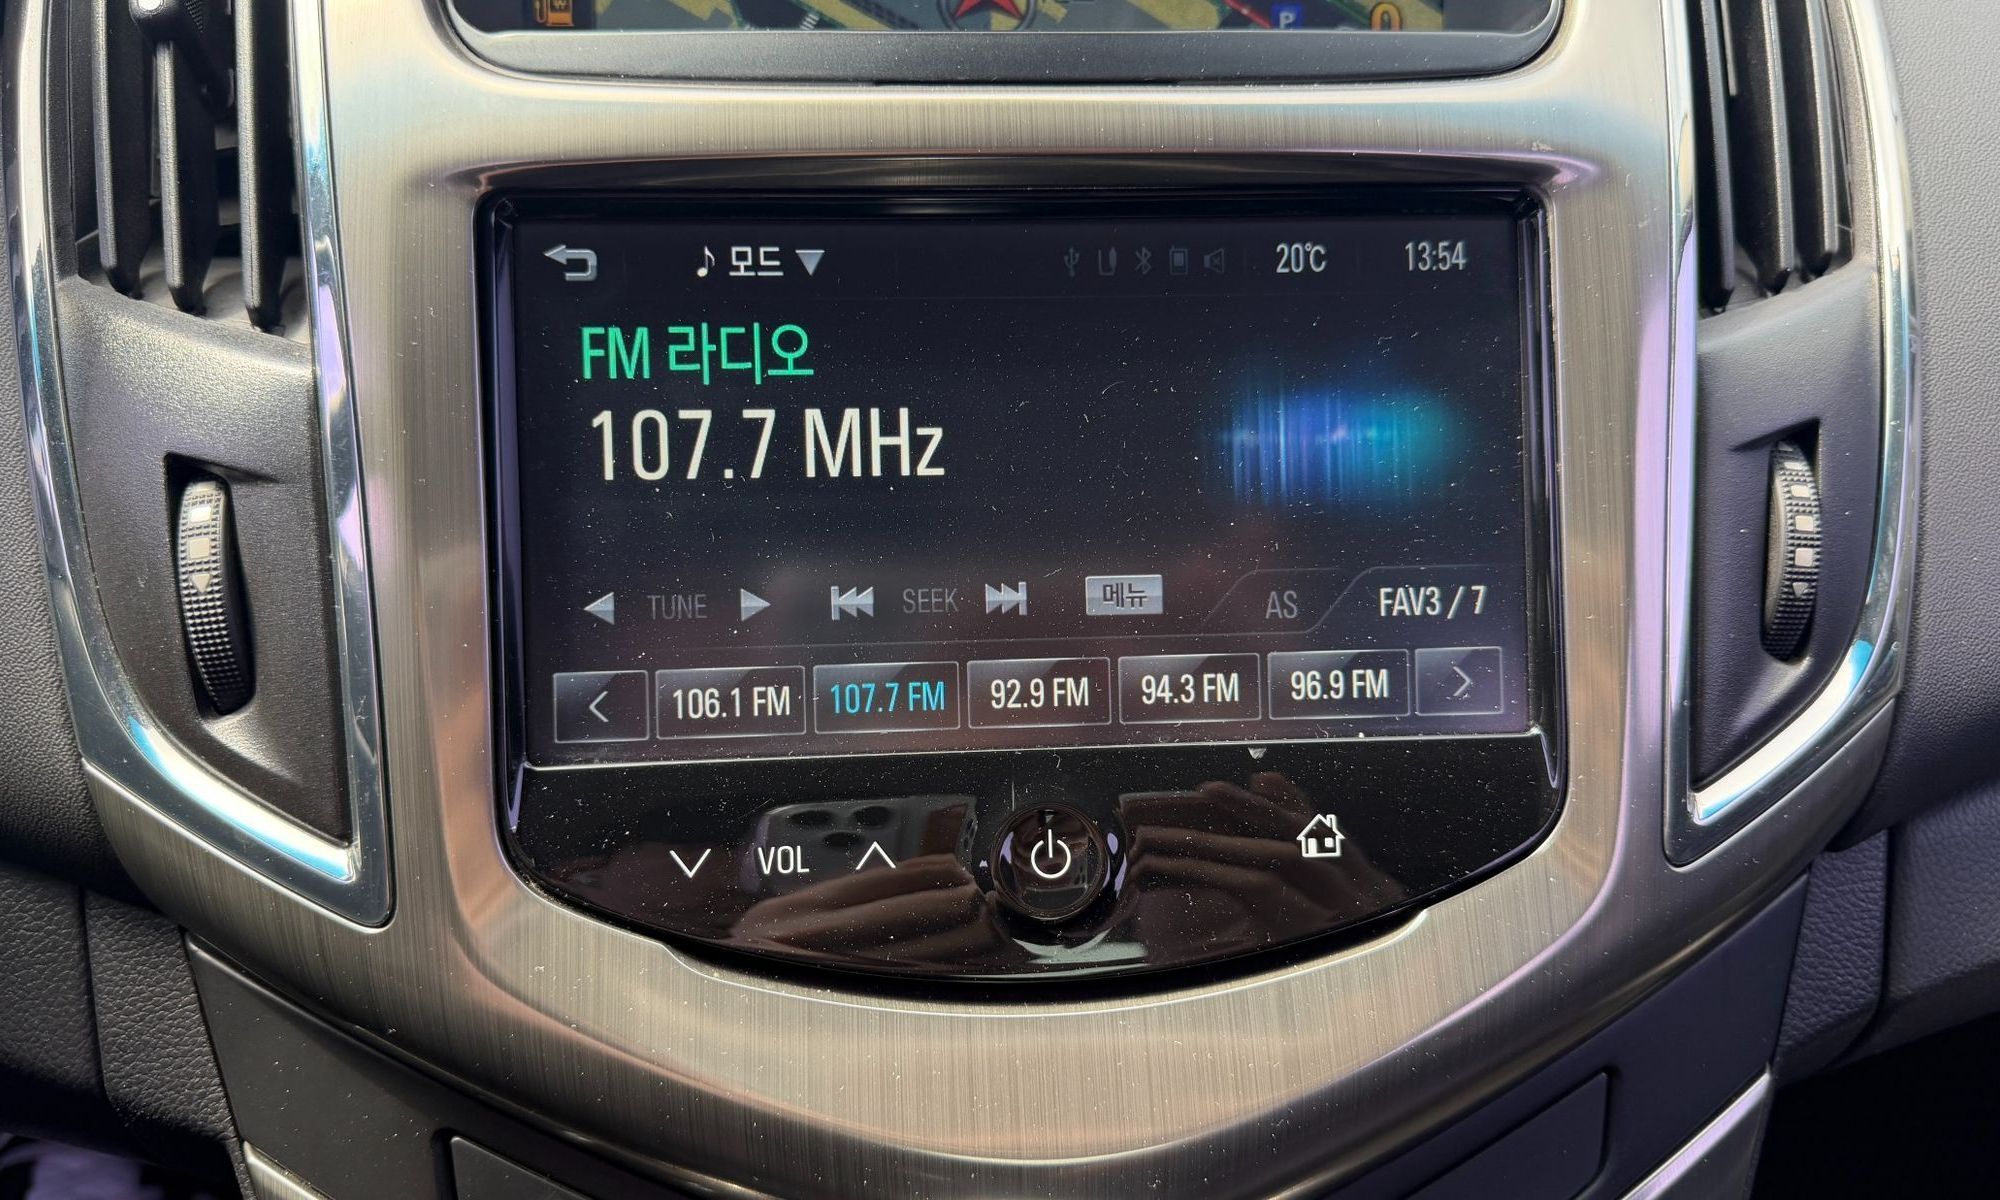 P 0
모드 20℃ 13:54
FM 라디오
107.7 MHz
TUNE SEEK 메뉴 AS FAV3 / 7
106.1 FM 107.7 FM 92.9 FM 94.3 FM 96.9 FM
VOL